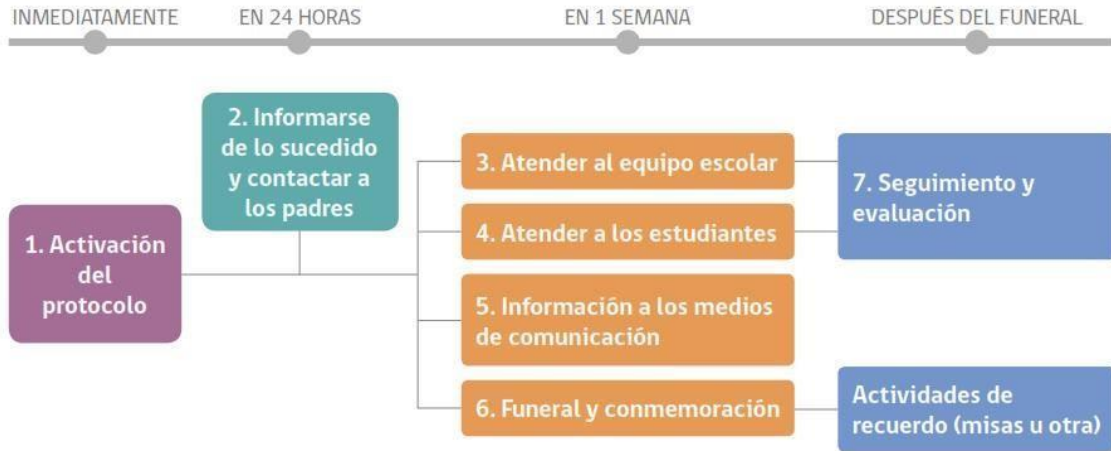 INMEDIATAMENTE
EN 24 HORAS
EN 1 SEMANA
DESPUÉS DEL FUNERAL
1. Activación
del
protocolo
2. Informarse
de lo sucedido
y contactar a
los padres
3. Atender al equipo escolar
4. Atender a los estudiantes
5. Información a los medios
de comunicación
6. Funeral y conmemoración
7. Seguimiento y
evaluación
Actividades de
recuerdo (misas u otra)